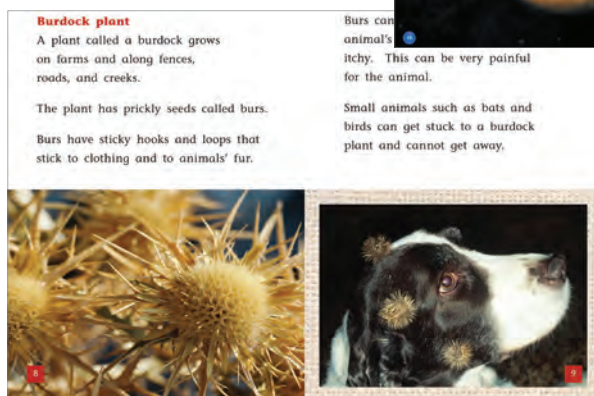 Burdock plant
A plant called a burdock grows
on farms and along fences,
roads, and creeks.
The plant has prickly seeds called burs.
Burs have sticky hooks and loops that
stick to clothing and to animals' fur.
8
Burs can
animal's
itchy. This can be very painful
for the animal.
Small animals such as bats and
birds can get stuck to a burdock
plant and cannot get away.
9